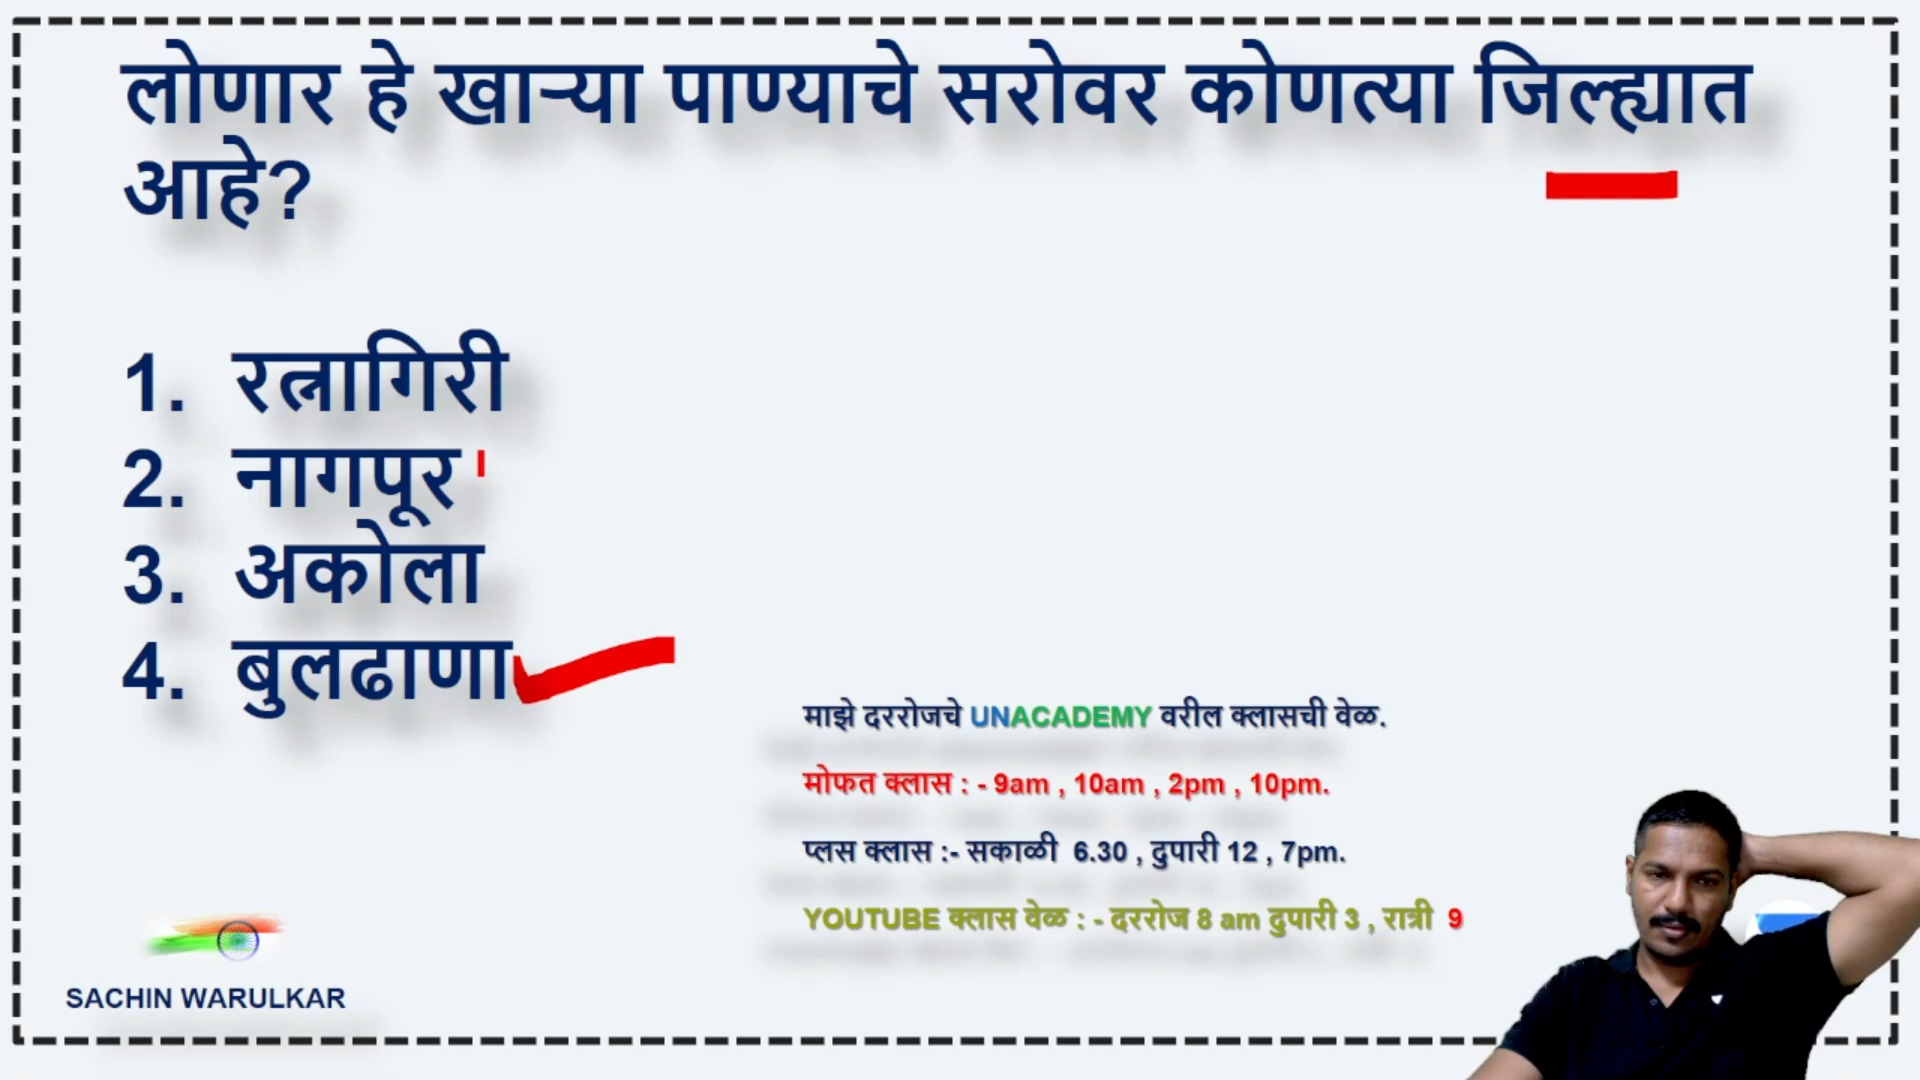 लोणार हे खाऱ्या पाण्याचे सरोवर कोणत्या जिल्ह्यात
आहे?
1. रत्नागिरी
2. नागपूर
3. अकोला
4. बुलढाणा
माझे दररोजचे UNACADEMY वरील क्लासची वेळ.
मोफत क्लास : - 9am , 10am , 2pm , 10pm.
प्लस क्लास :- सकाळी 6.30 , दुपारी 12 , 7pm.
YOUTUBE क्लास वेळ : - दररोज 8 am दुपारी 3 , रात्री 9
SACHIN WARULKAR